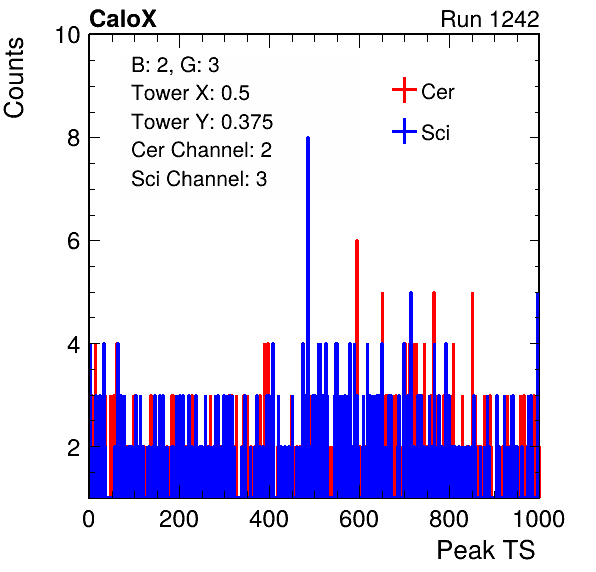 CaloX Run 1242
Counts
10
8
6
4
2
B: 2, G: 3
Tower X: 0.5
Tower Y: 0.375
Cer Channel: 2
Sci Channel: 3
Cer
Sci
0 200 400 600 800 1000
Peak TS